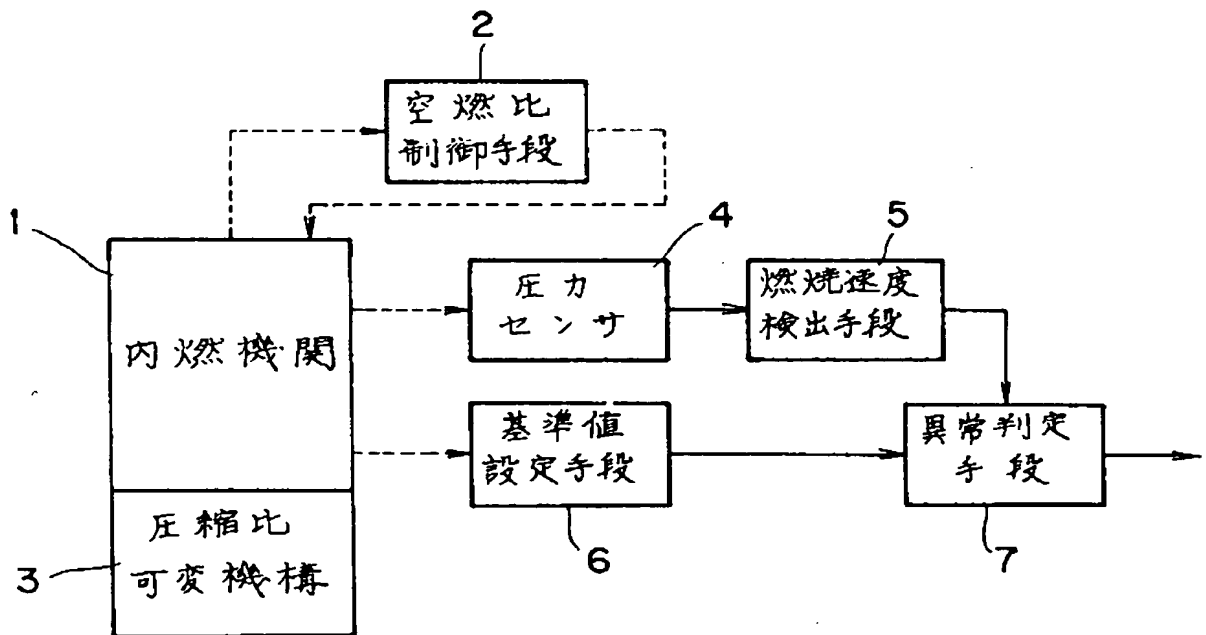 2
空燃比
制御手段
1
4
5
圧力
センサ
燃焼速度
検出手段
内燃機関
基準値
設定手段
異常判定
手段
圧縮比
可変機構
3
6
7